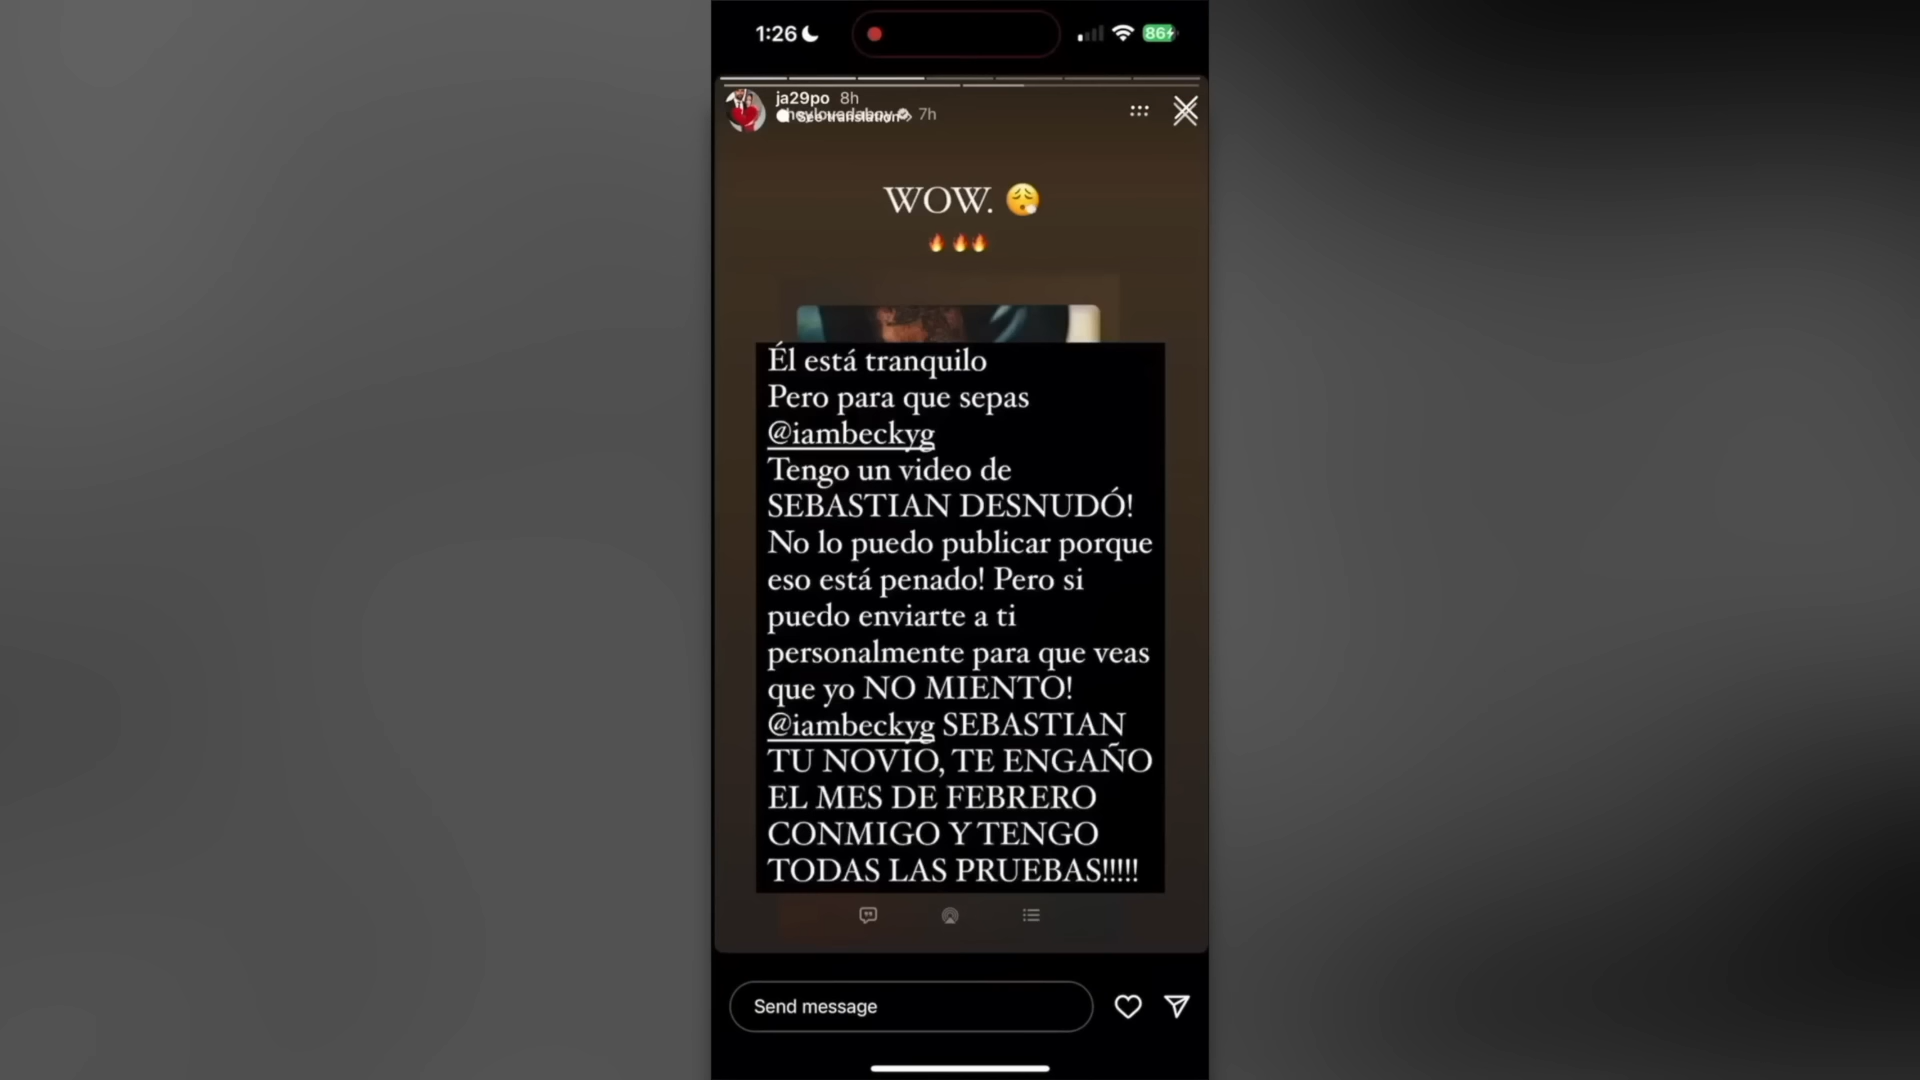 1:26
86
ja29po 8h
See translation
7h
WOW. 😮‍💨
🔥🔥🔥
Él está tranquilo
Pero para que sepas
@iambeckyg
Tengo un video de
SEBASTIAN DESNUDÓ!
No lo puedo publicar porque
eso está penado! Pero si
puedo enviarte a ti
personalmente para que veas
que yo NO MIENTO!
@iambeckyg SEBASTIAN
TU NOVIO, TE ENGAÑO
EL MES DE FEBRERO
CONMIGO Y TENGO
TODAS LAS PRUEBAS!!!!!
Send message